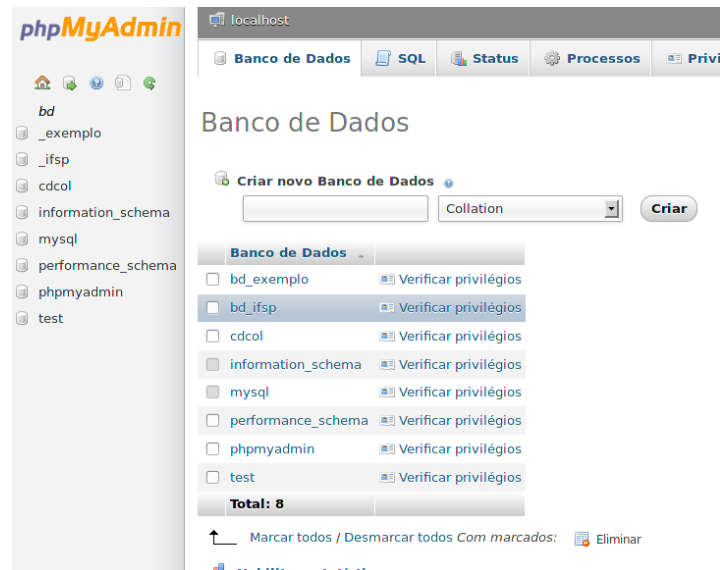 phpMyAdmin
bd
_exemplo
_ifsp
cdcol
information_schema
mysql
performance_schema
phpmyadmin
test
localhost
Banco de Dados SQL Status Processos Privi
Banco de Dados
Criar novo Banco de Dados
Collation Criar
Banco de Dados
bd_exemplo Verificar privilégios
bd_ifsp Verificar privilégios
cdcol Verificar privilégios
information_schema Verificar privilégios
mysql Verificar privilégios
performance_schema Verificar privilégios
phpmyadmin Verificar privilégios
test Verificar privilégios
Total: 8
Marcar todos / Desmarcar todos Com marcados: Eliminar